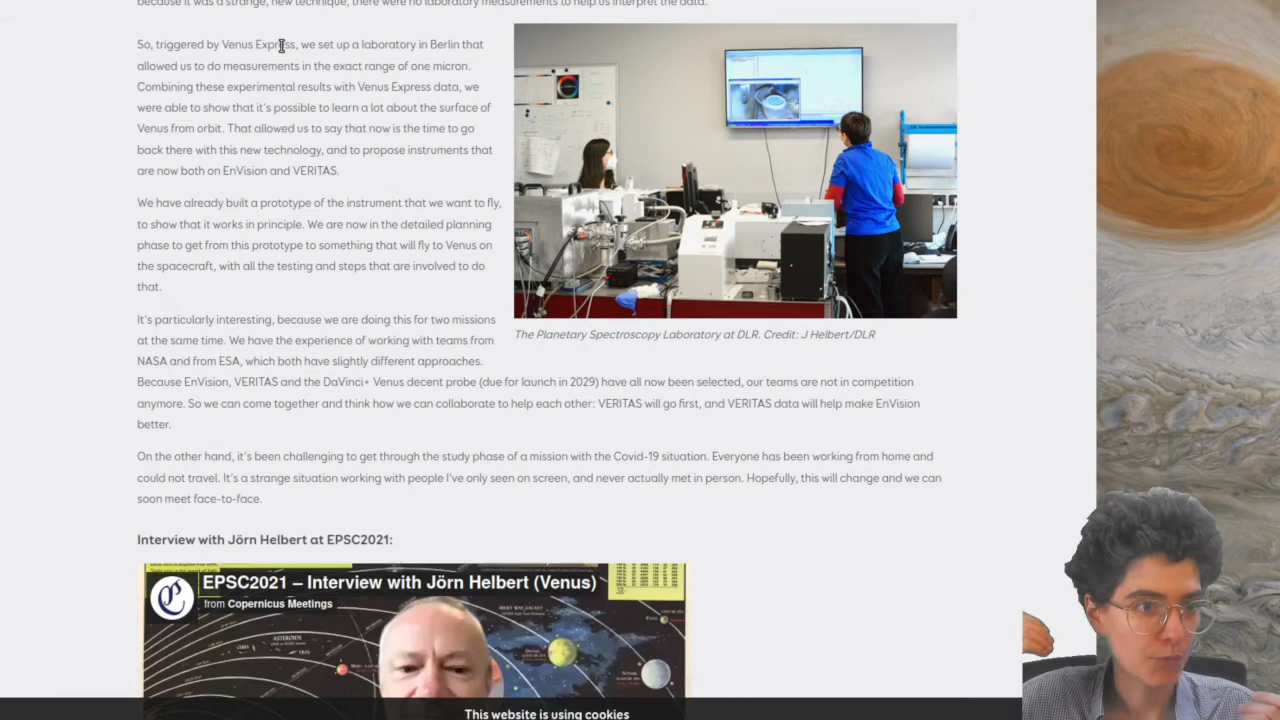 because it was a strange, new technique, there were no laboratory measurements to help us interpret the data.
So, triggered by Venus Express, we set up a laboratory in Berlin that
allowed us to do measurements in the exact range of one micron.
Combining these experimental results with Venus Express data, we
were able to show that it's possible to learn a lot about the surface of
Venus from orbit. That allowed us to say that now is the time to go
back there with this new technology, and to propose instruments that
are now both on EnVision and VERITAS.
We have already built a prototype of the instrument that we want to fly,
to show that it works in principle. We are now in the detailed planning
phase to get from this prototype to something that will fly to Venus on
the spacecraft, with all the testing and steps that are involved to do
that.
The Planetary Spectroscopy Laboratory at DLR. Credit: J Helbert/DLR
It's particularly interesting, because we are doing this for two missions
at the same time. We have the experience of working with teams from
NASA and from ESA, which both have slightly different approaches.
Because EnVision, VERITAS and the DaVinci+ Venus decent probe (due for launch in 2029) have all now been selected, our teams are not in competition
anymore. So we can come together and think how we can collaborate to help each other: VERITAS will go first, and VERITAS data will help make EnVision
better.
On the other hand, it's been challenging to get through the study phase of a mission with the Covid-19 situation. Everyone has been working from home and
could not travel. It's a strange situation working with people I've only seen on screen, and never actually met in person. Hopefully, this will change and we can
soon meet face-to-face.
Interview with Jörn Helbert at EPSC2021:
EPSC2021 – Interview with Jörn Helbert (Venus)
from Copernicus Meetings
ASTEROIDS
CERES
MILKY WAY GALAXY
This website is using cookies